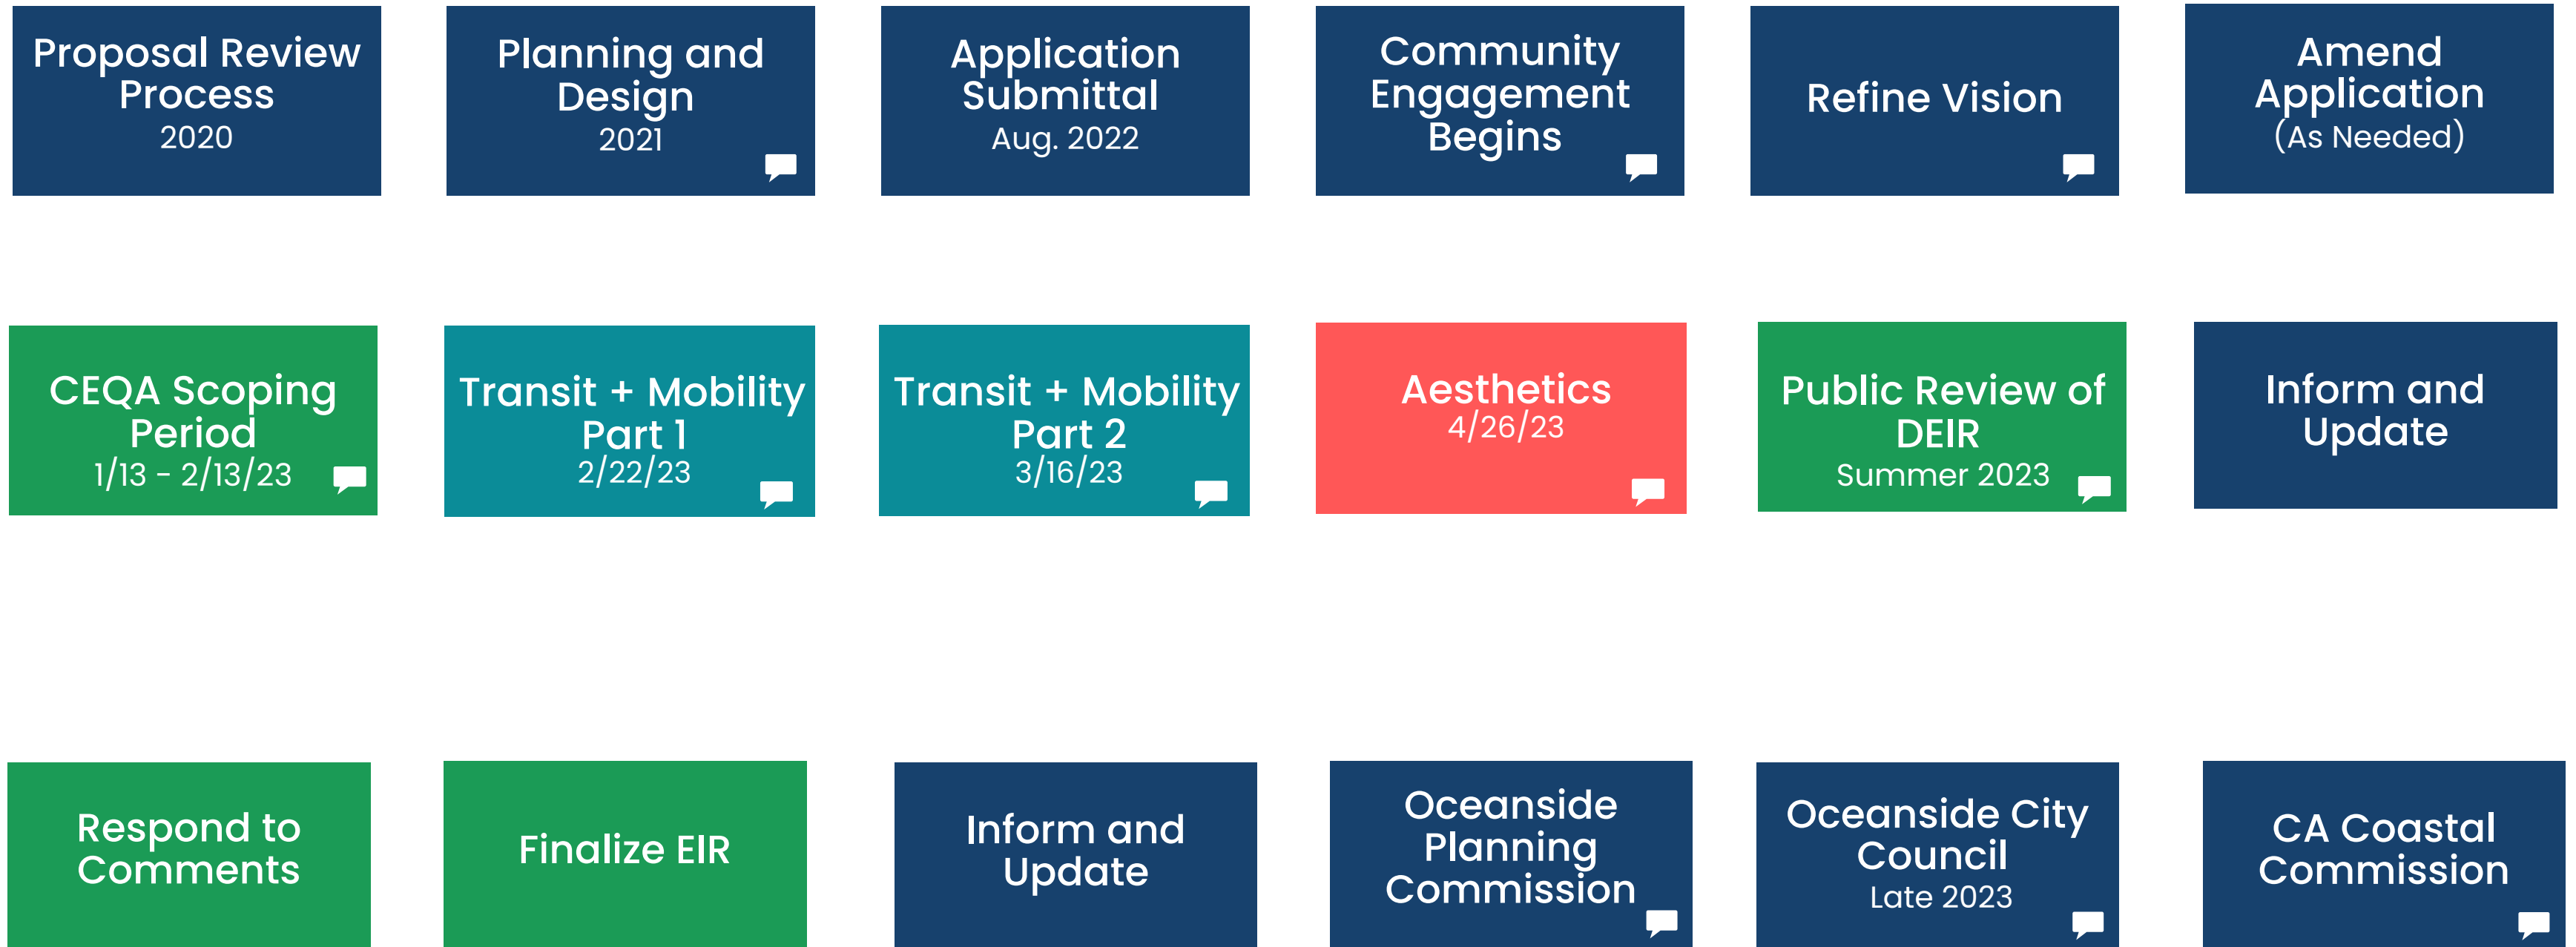 Proposal Review
Process
2020
Planning and
Design
2021
Application
Submittal
Aug. 2022
Community
Engagement
Begins
Refine Vision
Amend
Application
(As Needed)
CEQA Scoping
Period
1/13 - 2/13/23
Transit + Mobility
Part 1
2/22/23
Transit + Mobility
Part 2
3/16/23
Aesthetics
4/26/23
Public Review of
DEIR
Summer 2023
Inform and
Update
Respond to
Comments
Finalize EIR
Inform and
Update
Oceanside
Planning
Commission
Oceanside City
Council
Late 2023
CA Coastal
Commission